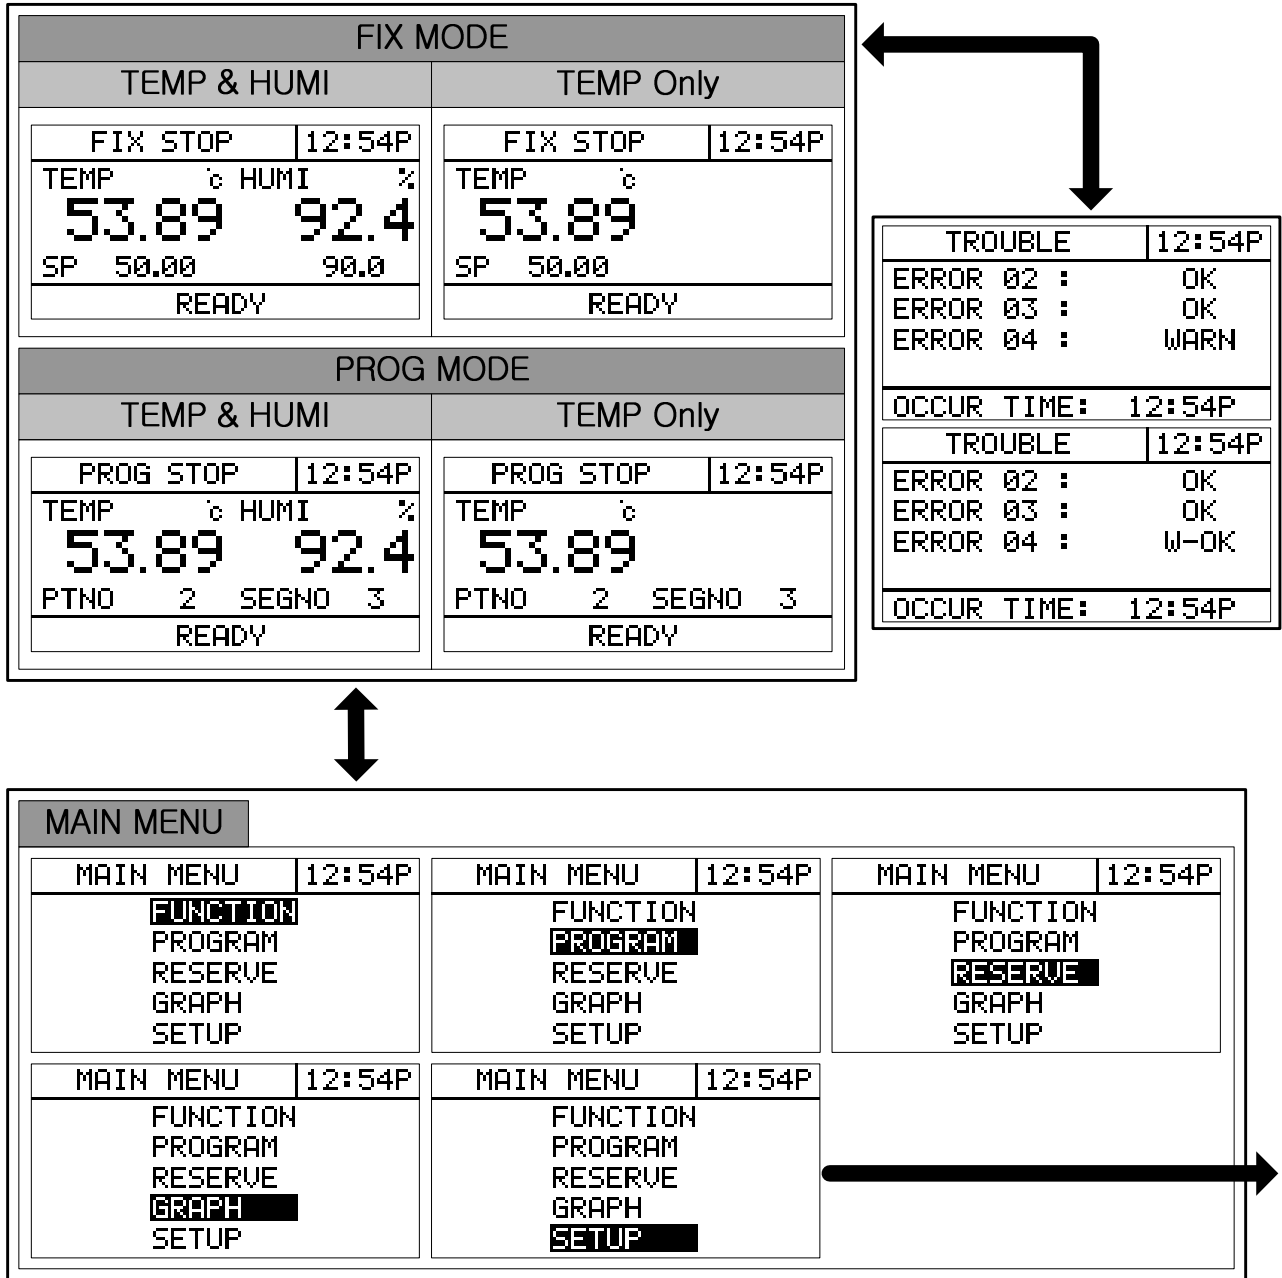 FIX MODE
TEMP & HUMI TEMP Only
FIX STOP 12:54P
TEMP ℃ HUMI %
53.89 92.4
SP 50.00 90.0
READY
FIX STOP 12:54P
TEMP ℃
53.89
SP 50.00
READY
PROG MODE
TEMP & HUMI TEMP Only
PROG STOP 12:54P
TEMP ℃ HUMI %
53.89 92.4
PTNO 2 SEGNO 3
READY
PROG STOP 12:54P
TEMP ℃
53.89
PTNO 2 SEGNO 3
READY
TROUBLE 12:54P
ERROR 02 : OK
ERROR 03 : OK
ERROR 04 : WARN
OCCUR TIME: 12:54P
TROUBLE 12:54P
ERROR 02 : OK
ERROR 03 : OK
ERROR 04 : W-OK
OCCUR TIME: 12:54P
MAIN MENU
MAIN MENU 12:54P
FUNCTION
PROGRAM
RESERVE
GRAPH
SETUP
MAIN MENU 12:54P
FUNCTION
PROGRAM
RESERVE
GRAPH
SETUP
MAIN MENU 12:54P
FUNCTION
PROGRAM
RESERVE
GRAPH
SETUP
MAIN MENU 12:54P
FUNCTION
PROGRAM
RESERVE
GRAPH
SETUP
MAIN MENU 12:54P
FUNCTION
PROGRAM
RESERVE
GRAPH
SETUP